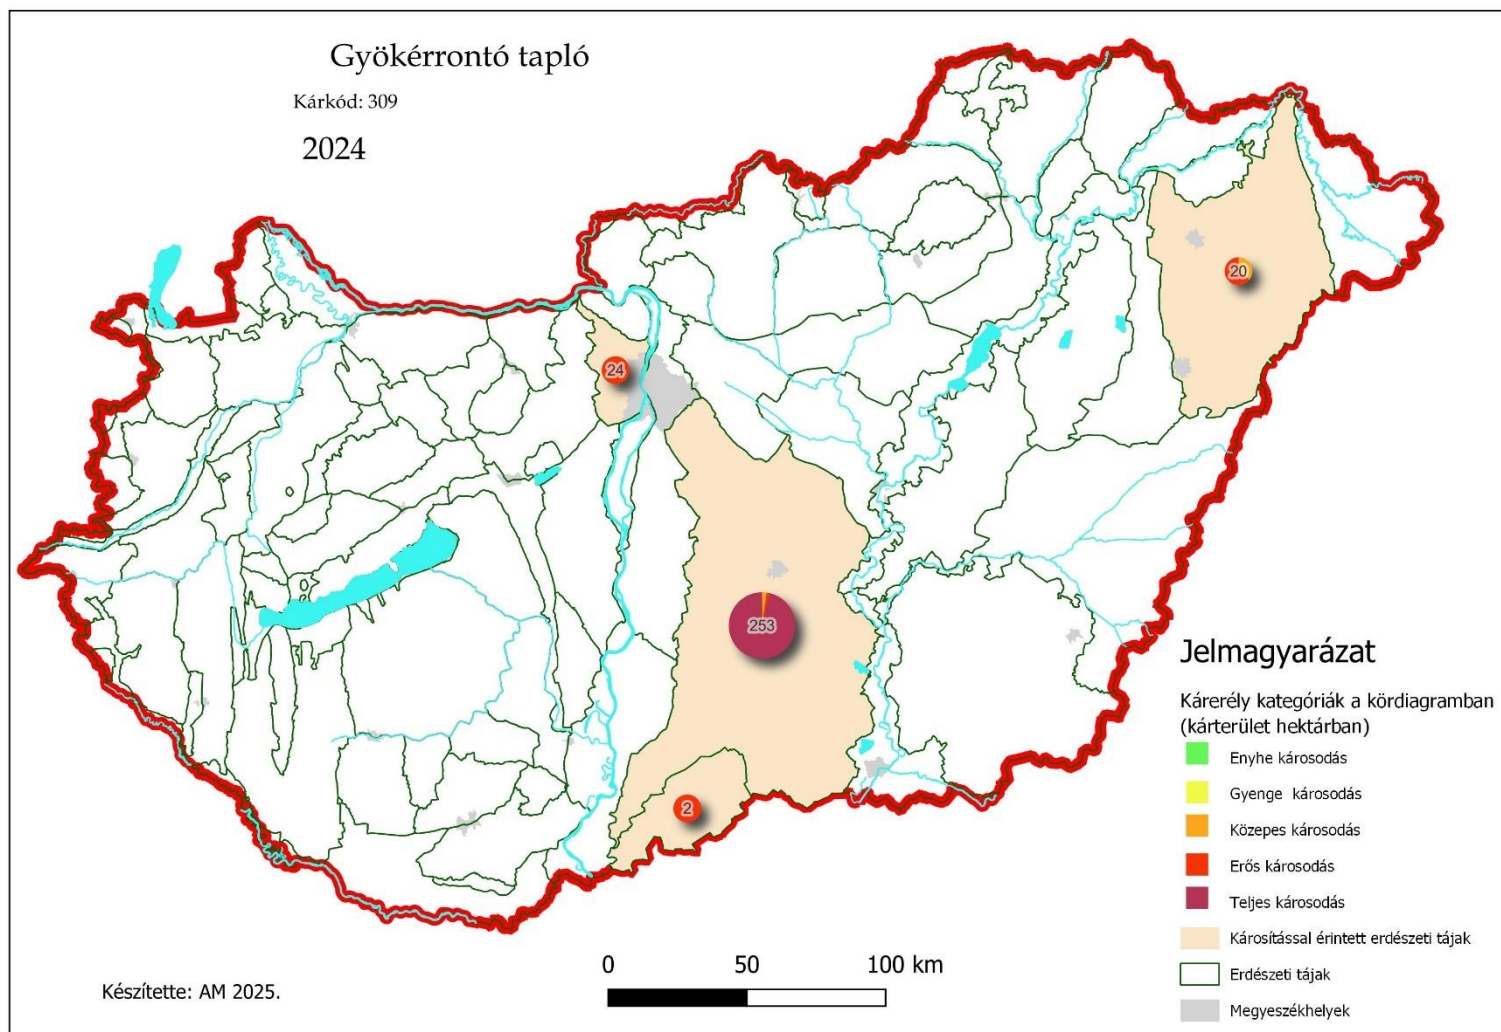 Gyökérrontó tapló
Kárkód: 309
2024
20
24
253
2
Jelmagyarázat
Kárerély kategóriák a kördiagramban
(kárterület hektárban)
Enyhe károsodás
Gyenge károsodás
Közepes károsodás
Erős károsodás
Teljes károsodás
Károsítással érintett erdészeti tájak
Erdészeti tájak
Megyeszékhelyek
0 50 100 km
Készítette: AM 2025.